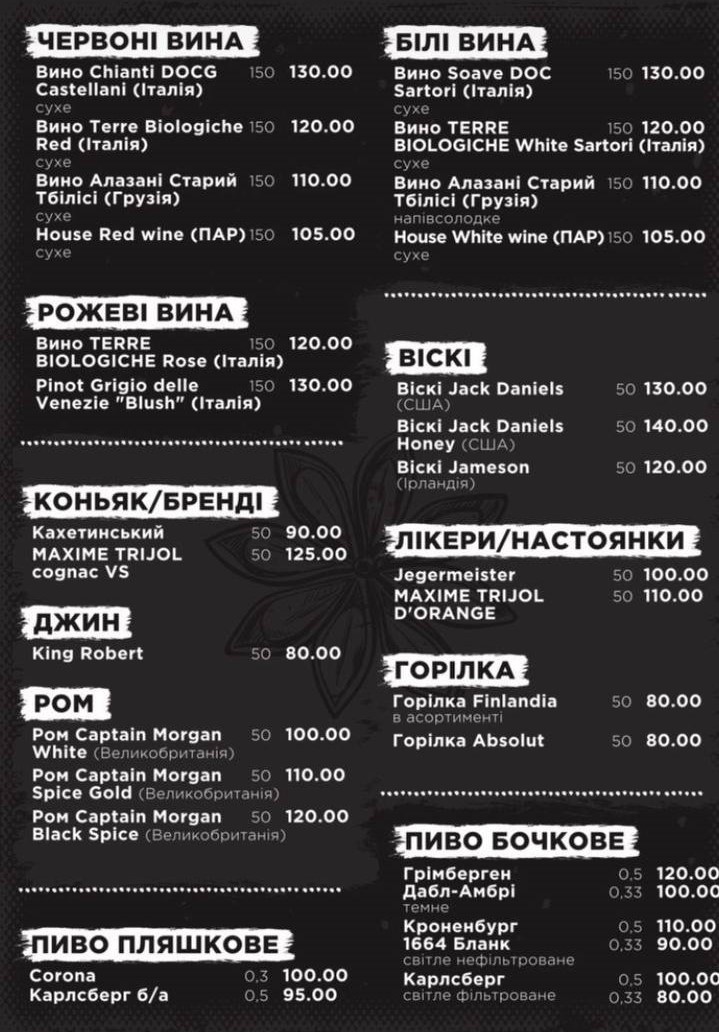 ЧЕРВОНІ ВИНА
Вино Chianti DOCG 150 130.00
Castellani (Італія)
сухе
Вино Terre Biologiche 150 120.00
Red (Італія)
сухе
Вино Алазані Старий 150 110.00
Тбілісі (Грузія)
сухе
House Red wine (ПАР) 150 105.00
сухе
РОЖЕВІ ВИНА
Вино TERRE 150 120.00
BIOLOGICHE Rose (Італія)
Pinot Grigio delle 150 130.00
Venezie "Blush" (Італія)
КОНЬЯК/БРЕНДІ
Кахетинський 50 90.00
MAXIME TRIJOL 50 125.00
cognac VS
ДЖИН
King Robert 50 80.00
РОМ
Ром Captain Morgan 50 100.00
White (Великобританія)
Ром Captain Morgan 50 110.00
Spice Gold (Великобританія)
Ром Captain Morgan 50 120.00
Black Spice (Великобританія)
ПИВО ПЛЯШКОВЕ
Corona 0,3 100.00
Карлсберг б/а 0,5 95.00
БІЛІ ВИНА
Вино Soave DOC 150 130.00
Sartori (Італія)
сухе
Вино TERRE 150 120.00
BIOLOGICHE White Sartori (Італія)
сухе
Вино Алазані Старий 150 110.00
Тбілісі (Грузія)
напівсолодке
House White wine (ПАР) 150 105.00
сухе
ВІСКІ
Віскі Jack Daniels 50 130.00
(США)
Віскі Jack Daniels 50 140.00
Honey (США)
Віскі Jameson 50 120.00
(Ірландія)
ЛІКЕРИ/НАСТОЯНКИ
Jegermeister 50 100.00
MAXIME TRIJOL 50 110.00
D'ORANGE
ГОРІЛКА
Горілка Finlandia 50 80.00
в асортименті
Горілка Absolut 50 80.00
ПИВО БОЧКОВЕ
Грімберген 0,5 120.00
Дабл-Амбрі 0,33 100.00
темне
Кроненбург 0,5 110.00
1664 Бланк 0,33 90.00
світле нефільтроване
Карлсберг 0,5 100.00
світле фільтроване 0,33 80.00